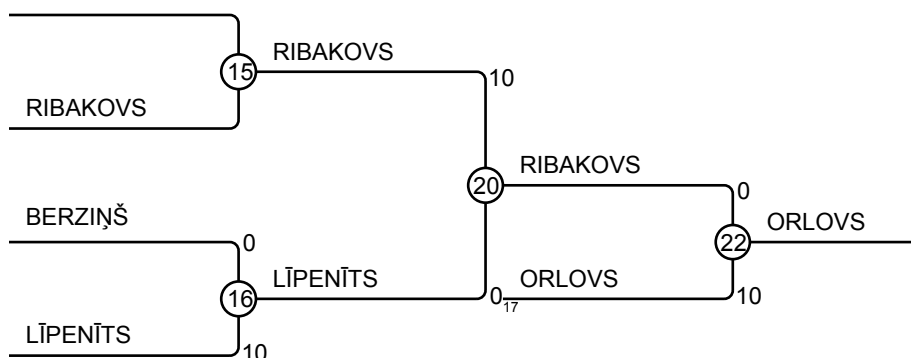 RIBAKOVS
15
10
RIBAKOVS
RIBAKOVS
20
0
BERZIŅŠ
0
ORLOVS
22
LĪPENĪTS
ORLOVS
16
0
17
10
LĪPENĪTS
10